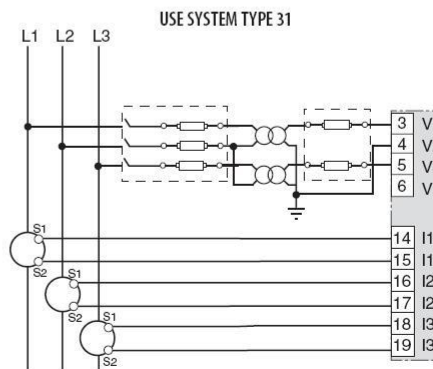 USE SYSTEM TYPE 31
L1 L2 L3
3 V
4 V
5 V
6 V
S1
14 I1
S2
15 I1
S1
16 I2
S2
17 I2
S1
18 I3
S2
19 I3